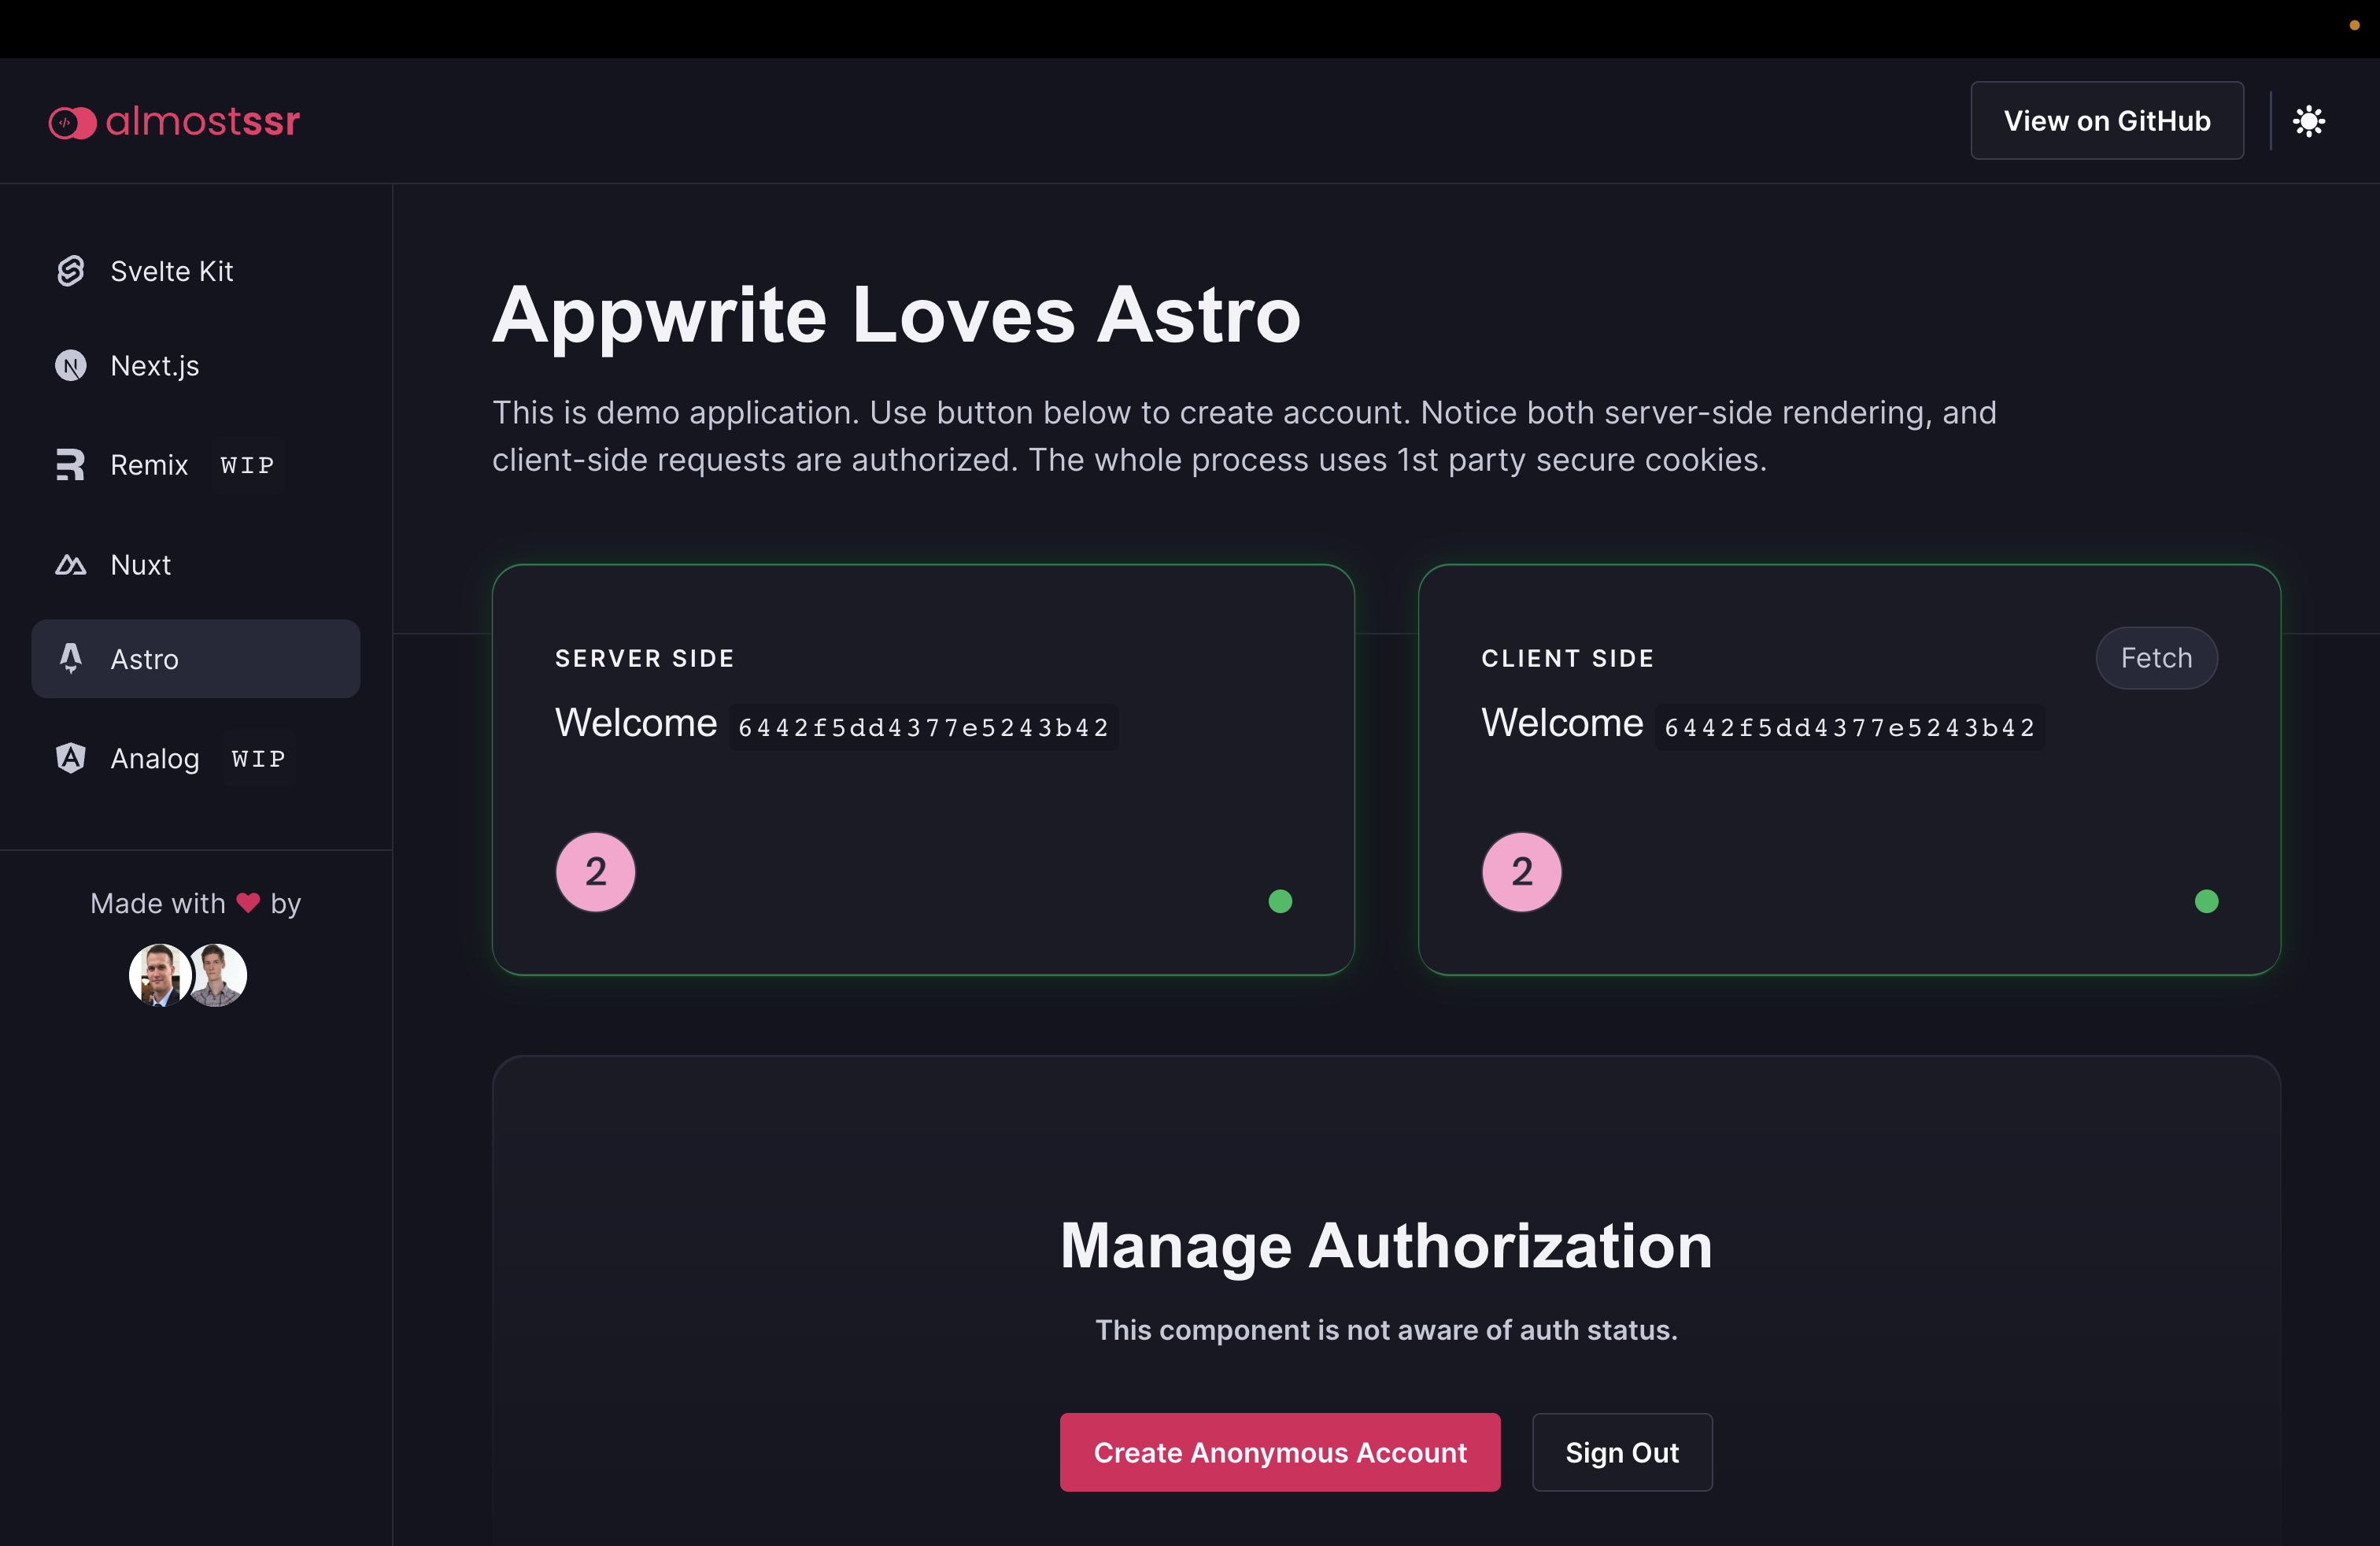 almostssr
View on GitHub
Svelte Kit
Next.js
Remix WIP
Nuxt
Astro
Analog WIP
Made with ❤ by
Appwrite Loves Astro
This is demo application. Use button below to create account. Notice both server-side rendering, and
client-side requests are authorized. The whole process uses 1st party secure cookies.
SERVER SIDE
Welcome 6442f5dd4377e5243b42
2
CLIENT SIDE
Fetch
Welcome 6442f5dd4377e5243b42
2
Manage Authorization
This component is not aware of auth status.
Create Anonymous Account
Sign Out